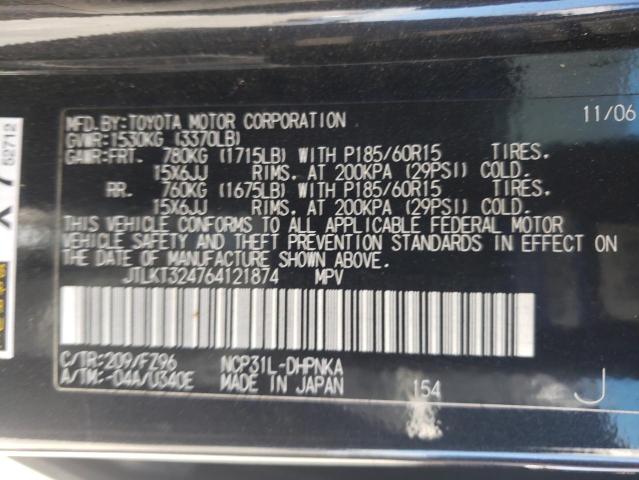 MFD.BY:TOYOTA MOTOR CORPORATION 11/06
GVWR:1530KG (3370LB)
GAWR:FRT. 780KG (1715LB) WITH P185/60R15 TIRES.
15X6JJ RIMS. AT 200KPA (29PSI) COLD.
RR. 760KG (1675LB) WITH P185/60R15 TIRES.
15X6JJ RIMS. AT 200KPA (29PSI) COLD.
THIS VEHICLE CONFORMS TO ALL APPLICABLE FEDERAL MOTOR
VEHICLE SAFETY AND THEFT PREVENTION STANDARDS IN EFFECT ON
THE DATE OF MANUFACTURE SHOWN ABOVE.
JTLKT324764121874 MPV
C/TR:209/FZ96 NCP31L-DHPNKA
A/TM:-04A/U340E MADE IN JAPAN 154 J
X 7
02712